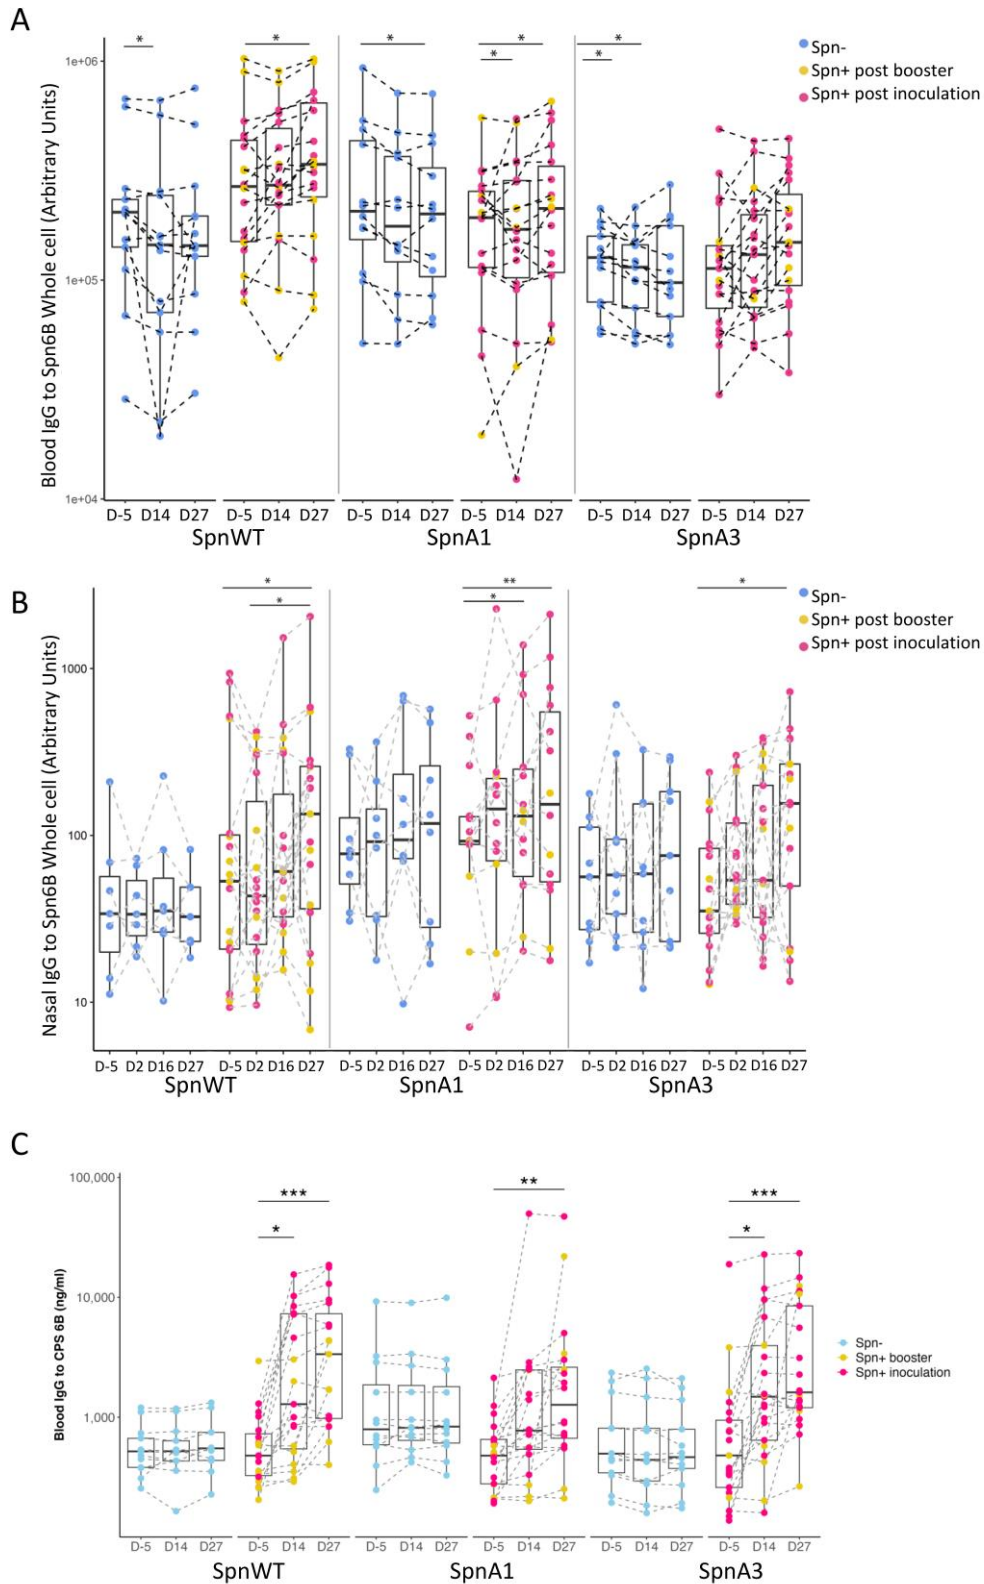 A
Blood IgG to Spn6B Whole cell (Arbitrary Units)
1e+06
1e+05
1e+04
* * * * * * *
Spn-
Spn+ post booster
Spn+ post inoculation
D-5 D14 D27 D-5 D14 D27 D-5 D14 D27 D-5 D14 D27 D-5 D14 D27 D-5 D14 D27
SpnWT SpnA1 SpnA3
B
Nasal IgG to Spn6B Whole cell (Arbitrary Units)
1000
100
10
* * ** * *
Spn-
Spn+ post booster
Spn+ post inoculation
D-5 D2 D16 D27 D-5 D2 D16 D27 D-5 D2 D16 D27 D-5 D2 D16 D27 D-5 D2 D16 D27 D-5 D2 D16 D27
SpnWT SpnA1 SpnA3
C
Blood IgG to CPS 6B (ng/ml)
100,000
10,000
1,000
*** * ** *** *
Spn-
Spn+ booster
Spn+ inoculation
D-5 D14 D27 D-5 D14 D27 D-5 D14 D27 D-5 D14 D27 D-5 D14 D27 D-5 D14 D27
SpnWT SpnA1 SpnA3